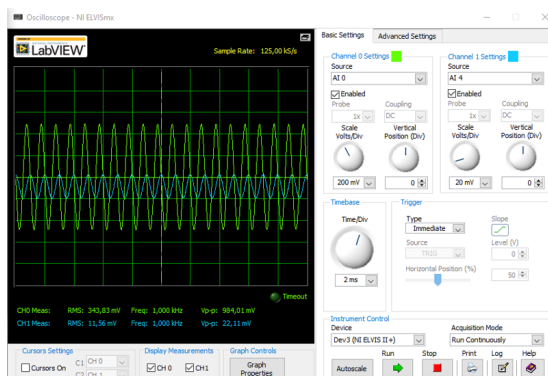 Oscilloscope - NI ELVISmx
LabVIEW
Sample Rate: 125,00 kS/s
Timeout
CH0 Meas: RMS: 343,83 mV Freq: 1,000 kHz Vp-p: 984,01 mV
CH1 Meas: RMS: 11,56 mV Freq: 1,000 kHz Vp-p: 22,11 mV
Cursors Settings
Cursors On
C1 CH 0
C2 CH 1
Display Measurements
CH 0 CH1
Graph Controls
Graph
Properties
Basic Settings Advanced Settings
Channel 0 Settings
Source
AI 0
Enabled
Probe Coupling
1x DC
Scale Vertical
Volts/Div Position (Div)
200 mV 0
Channel 1 Settings
Source
AI 4
Enabled
Probe Coupling
1x DC
Scale Vertical
Volts/Div Position (Div)
20 mV 0
Timebase
Time/Div
2 ms
Trigger
Type Slope
Immediate
Source Level (V)
TRIG 0
Horizontal Position (%)
50
Instrument Control
Device Acquisition Mode
Dev3 (NI ELVIS II+) Run Continuously
Run Stop Print Log Help
Autoscale